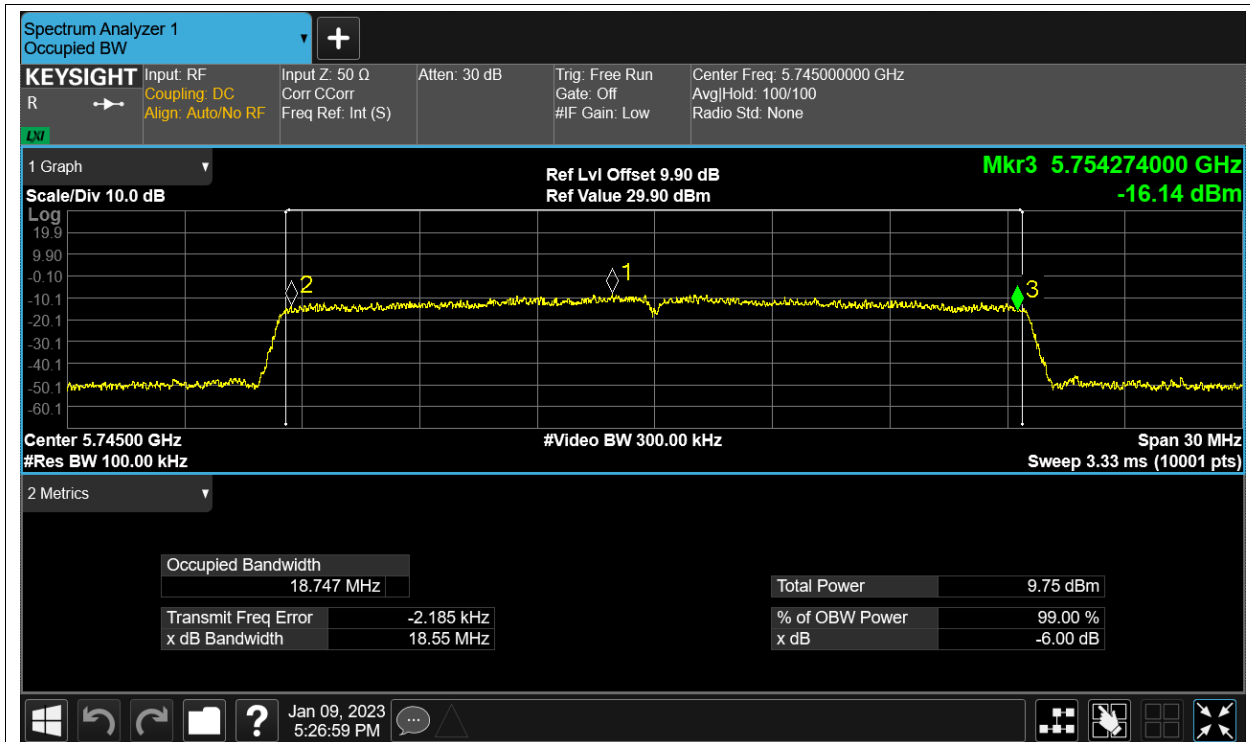 Spectrum Analyzer 1
Occupied BW
+
KEYSIGHT
R
LXI
Input: RF
Coupling: DC
Align: Auto/No RF
Input Z: 50 Ω
Corr CCorr
Freq Ref: Int (S)
Atten: 30 dB
Trig: Free Run
Gate: Off
#IF Gain: Low
Center Freq: 5.745000000 GHz
Avg|Hold: 100/100
Radio Std: None
1 Graph
Ref Lvl Offset 9.90 dB
Mkr3 5.754274000 GHz
Scale/Div 10.0 dB
Ref Value 29.90 dBm
-16.14 dBm
Log
19.9
9.90
-0.10
-10.1
-20.1
-30.1
-40.1
-50.1
-60.1
2
1
3
Center 5.74500 GHz
#Video BW 300.00 kHz
Span 30 MHz
#Res BW 100.00 kHz
Sweep 3.33 ms (10001 pts)
2 Metrics
Occupied Bandwidth
18.747 MHz
Transmit Freq Error -2.185 kHz
x dB Bandwidth 18.55 MHz
Total Power 9.75 dBm
% of OBW Power 99.00 %
x dB -6.00 dB
?
Jan 09, 2023
5:26:59 PM